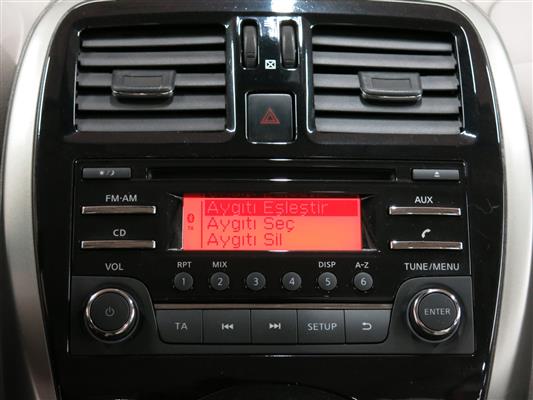 Aygıtı Eşleştir
Aygıtı Seç
Aygıtı Sil
TA
FM·AM
AUX
CD
VOL
RPT MIX DISP A-Z
TUNE/MENU
1 2 3 4 5 6
ENTER
TA SETUP